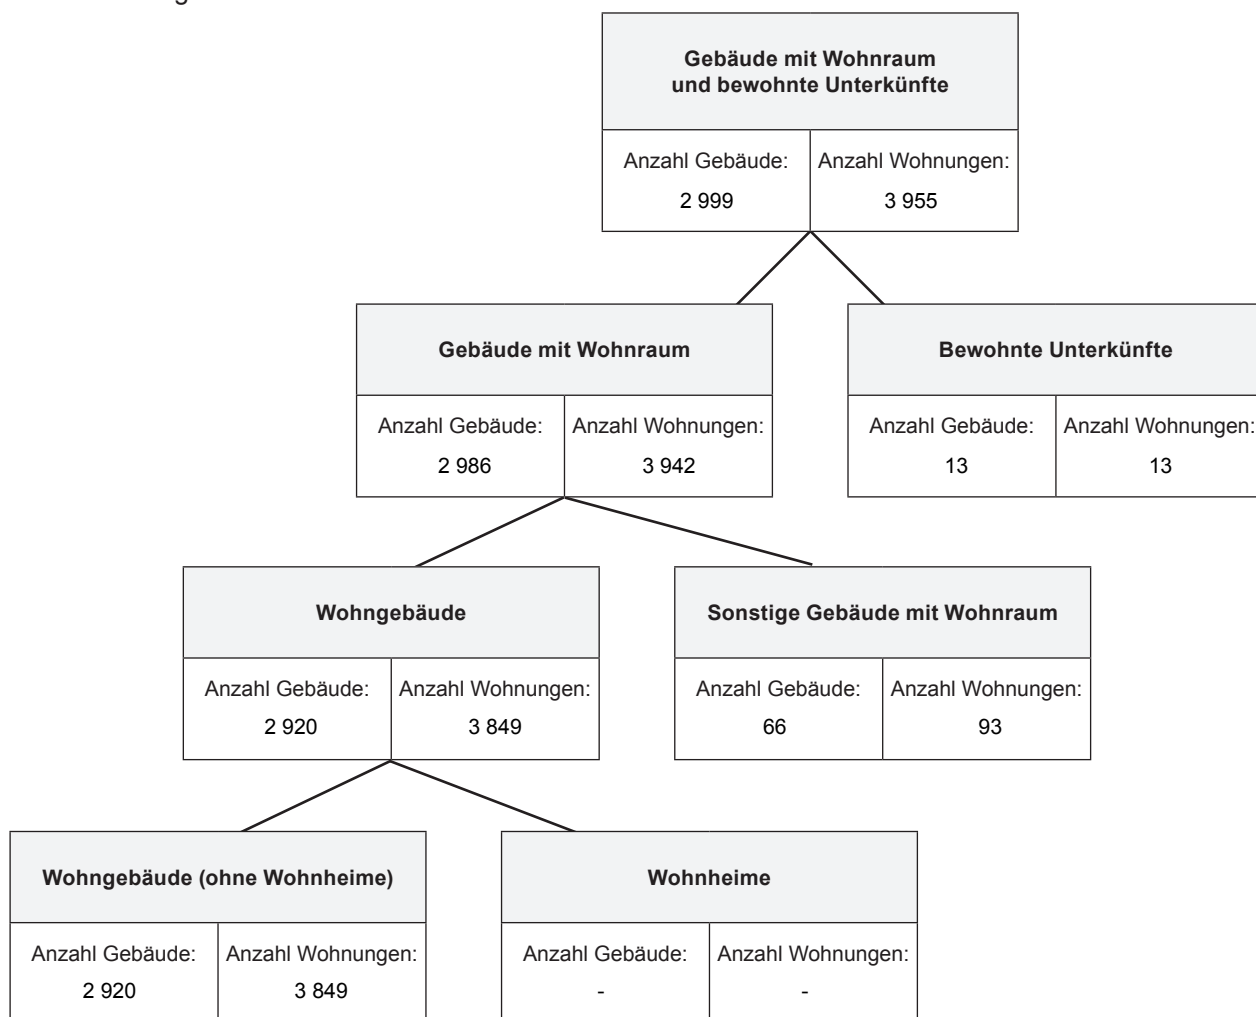 Gebäude mit Wohnraum
und bewohnte Unterkünfte
Anzahl Gebäude: Anzahl Wohnungen:
2 999 3 955
Gebäude mit Wohnraum Bewohnte Unterkünfte
Anzahl Gebäude: Anzahl Wohnungen: Anzahl Gebäude: Anzahl Wohnungen:
2 986 3 942 13 13
Wohngebäude Sonstige Gebäude mit Wohnraum
Anzahl Gebäude: Anzahl Wohnungen: Anzahl Gebäude: Anzahl Wohnungen:
2 920 3 849 66 93
Wohngebäude (ohne Wohnheime) Wohnheime
Anzahl Gebäude: Anzahl Wohnungen: Anzahl Gebäude: Anzahl Wohnungen:
2 920 3 849 - -